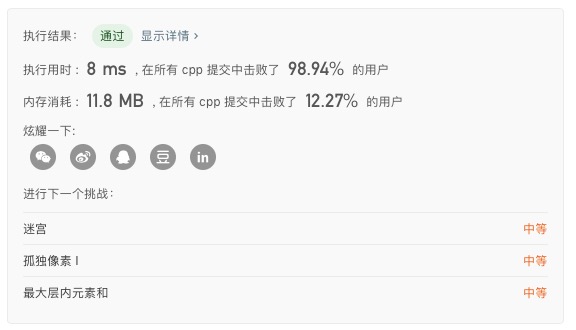 执行结果： 通过 显示详情 ›
执行用时：8 ms , 在所有 cpp 提交中击败了 98.94% 的用户
内存消耗：11.8 MB , 在所有 cpp 提交中击败了 12.27% 的用户
炫耀一下:
豆 in
进行下一个挑战：
迷宫 中等
孤独像素 I 中等
最大层内元素和 中等